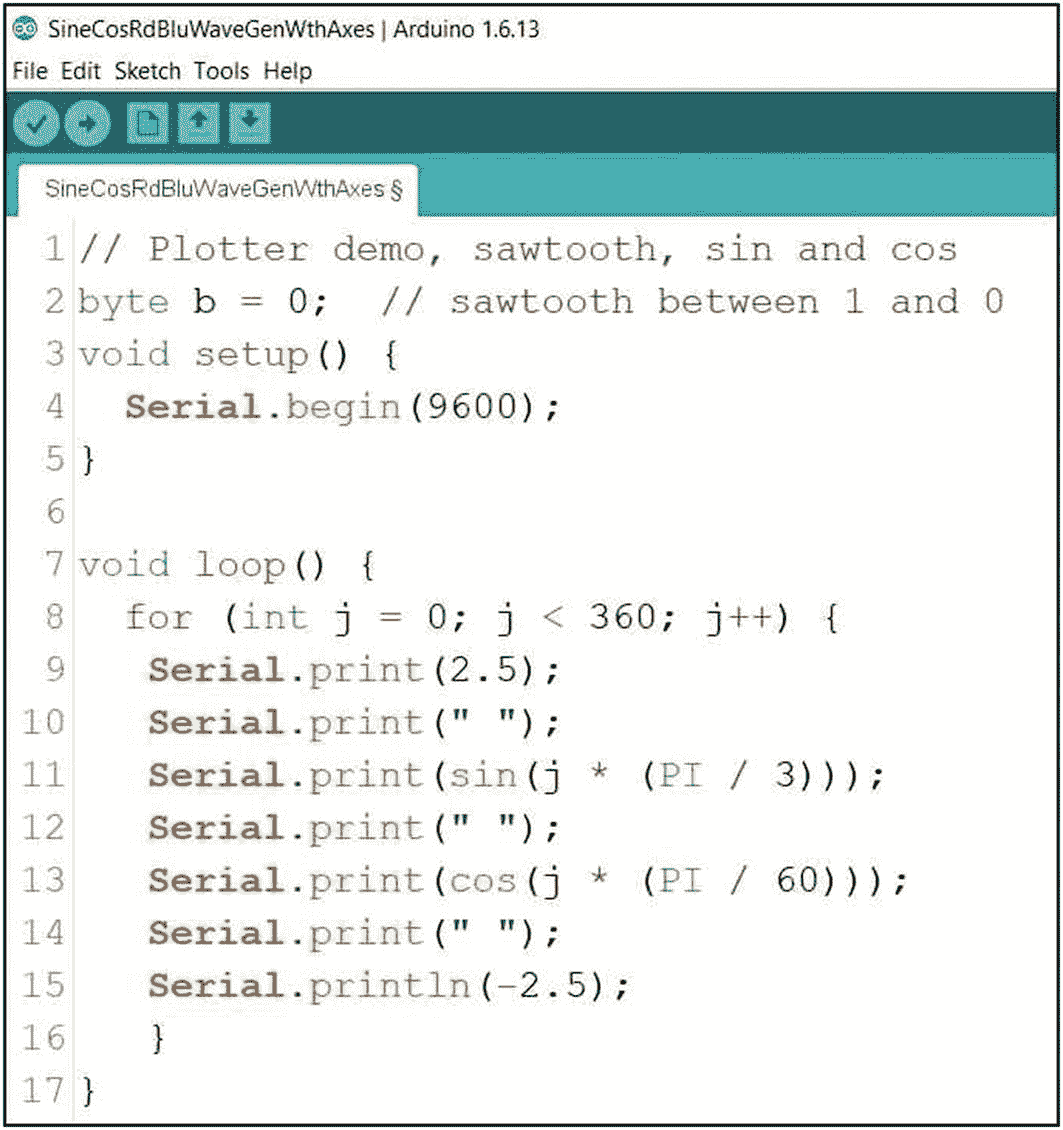 SineCosRdBluWaveGenWthAxes | Arduino 1.6.13
File Edit Sketch Tools Help
SineCosRdBluWaveGenWthAxes §
1 // Plotter demo, sawtooth, sin and cos
2 byte b = 0;  // sawtooth between 1 and 0
3 void setup() {
4   Serial.begin(9600);
5 }
6
7 void loop() {
8   for (int j = 0; j < 360; j++) {
9    Serial.print(2.5);
10    Serial.print(" ");
11    Serial.print(sin(j * (PI / 3)));
12    Serial.print(" ");
13    Serial.print(cos(j * (PI / 60)));
14    Serial.print(" ");
15    Serial.println(-2.5);
16    }
17 }